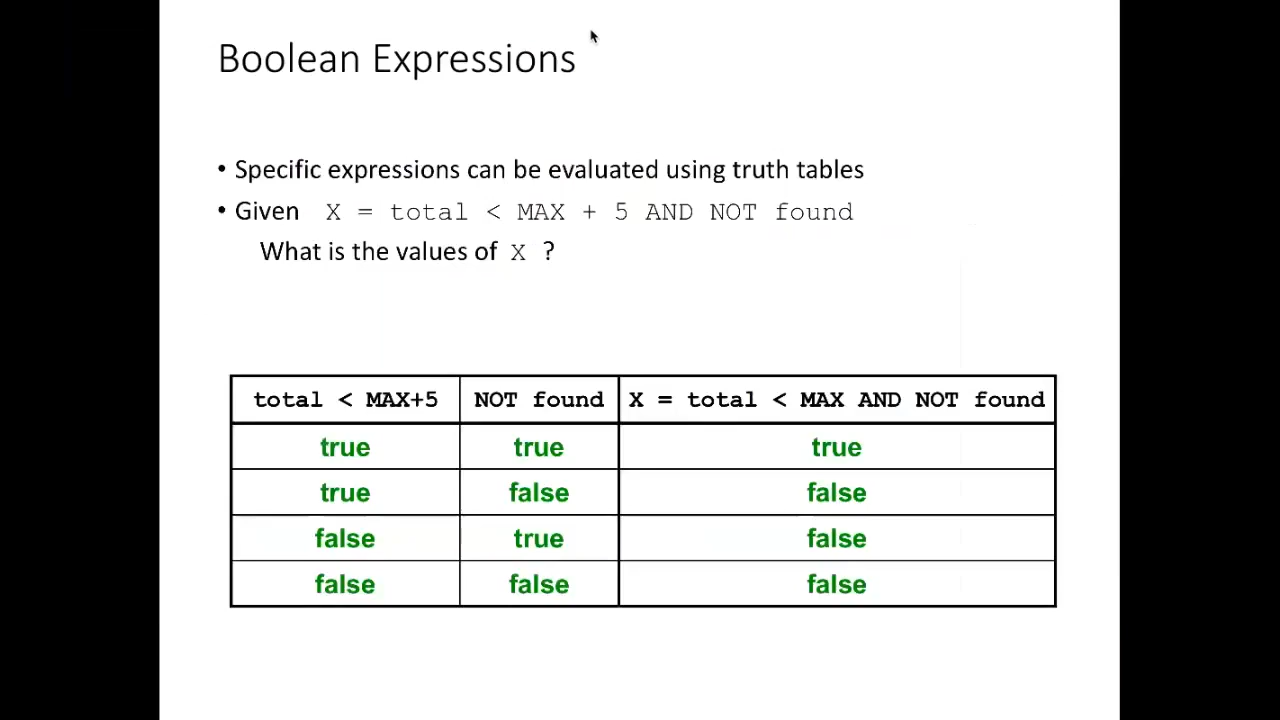 Boolean Expressions
• Specific expressions can be evaluated using truth tables
• Given X = total < MAX + 5 AND NOT found
What is the values of X ?
total < MAX+5 NOT found X = total < MAX AND NOT found
true true true
true false false
false true false
false false false